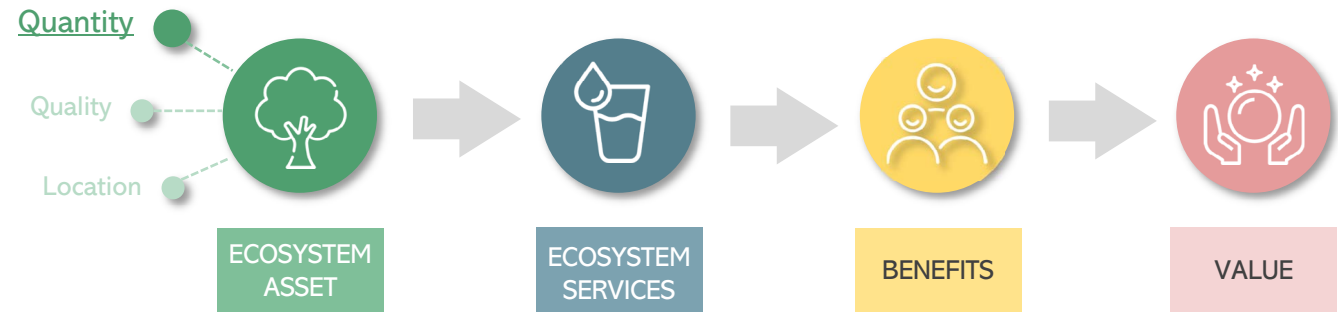 Quantity
Quality
Location
ECOSYSTEM
ASSET
ECOSYSTEM
SERVICES
BENEFITS
VALUE